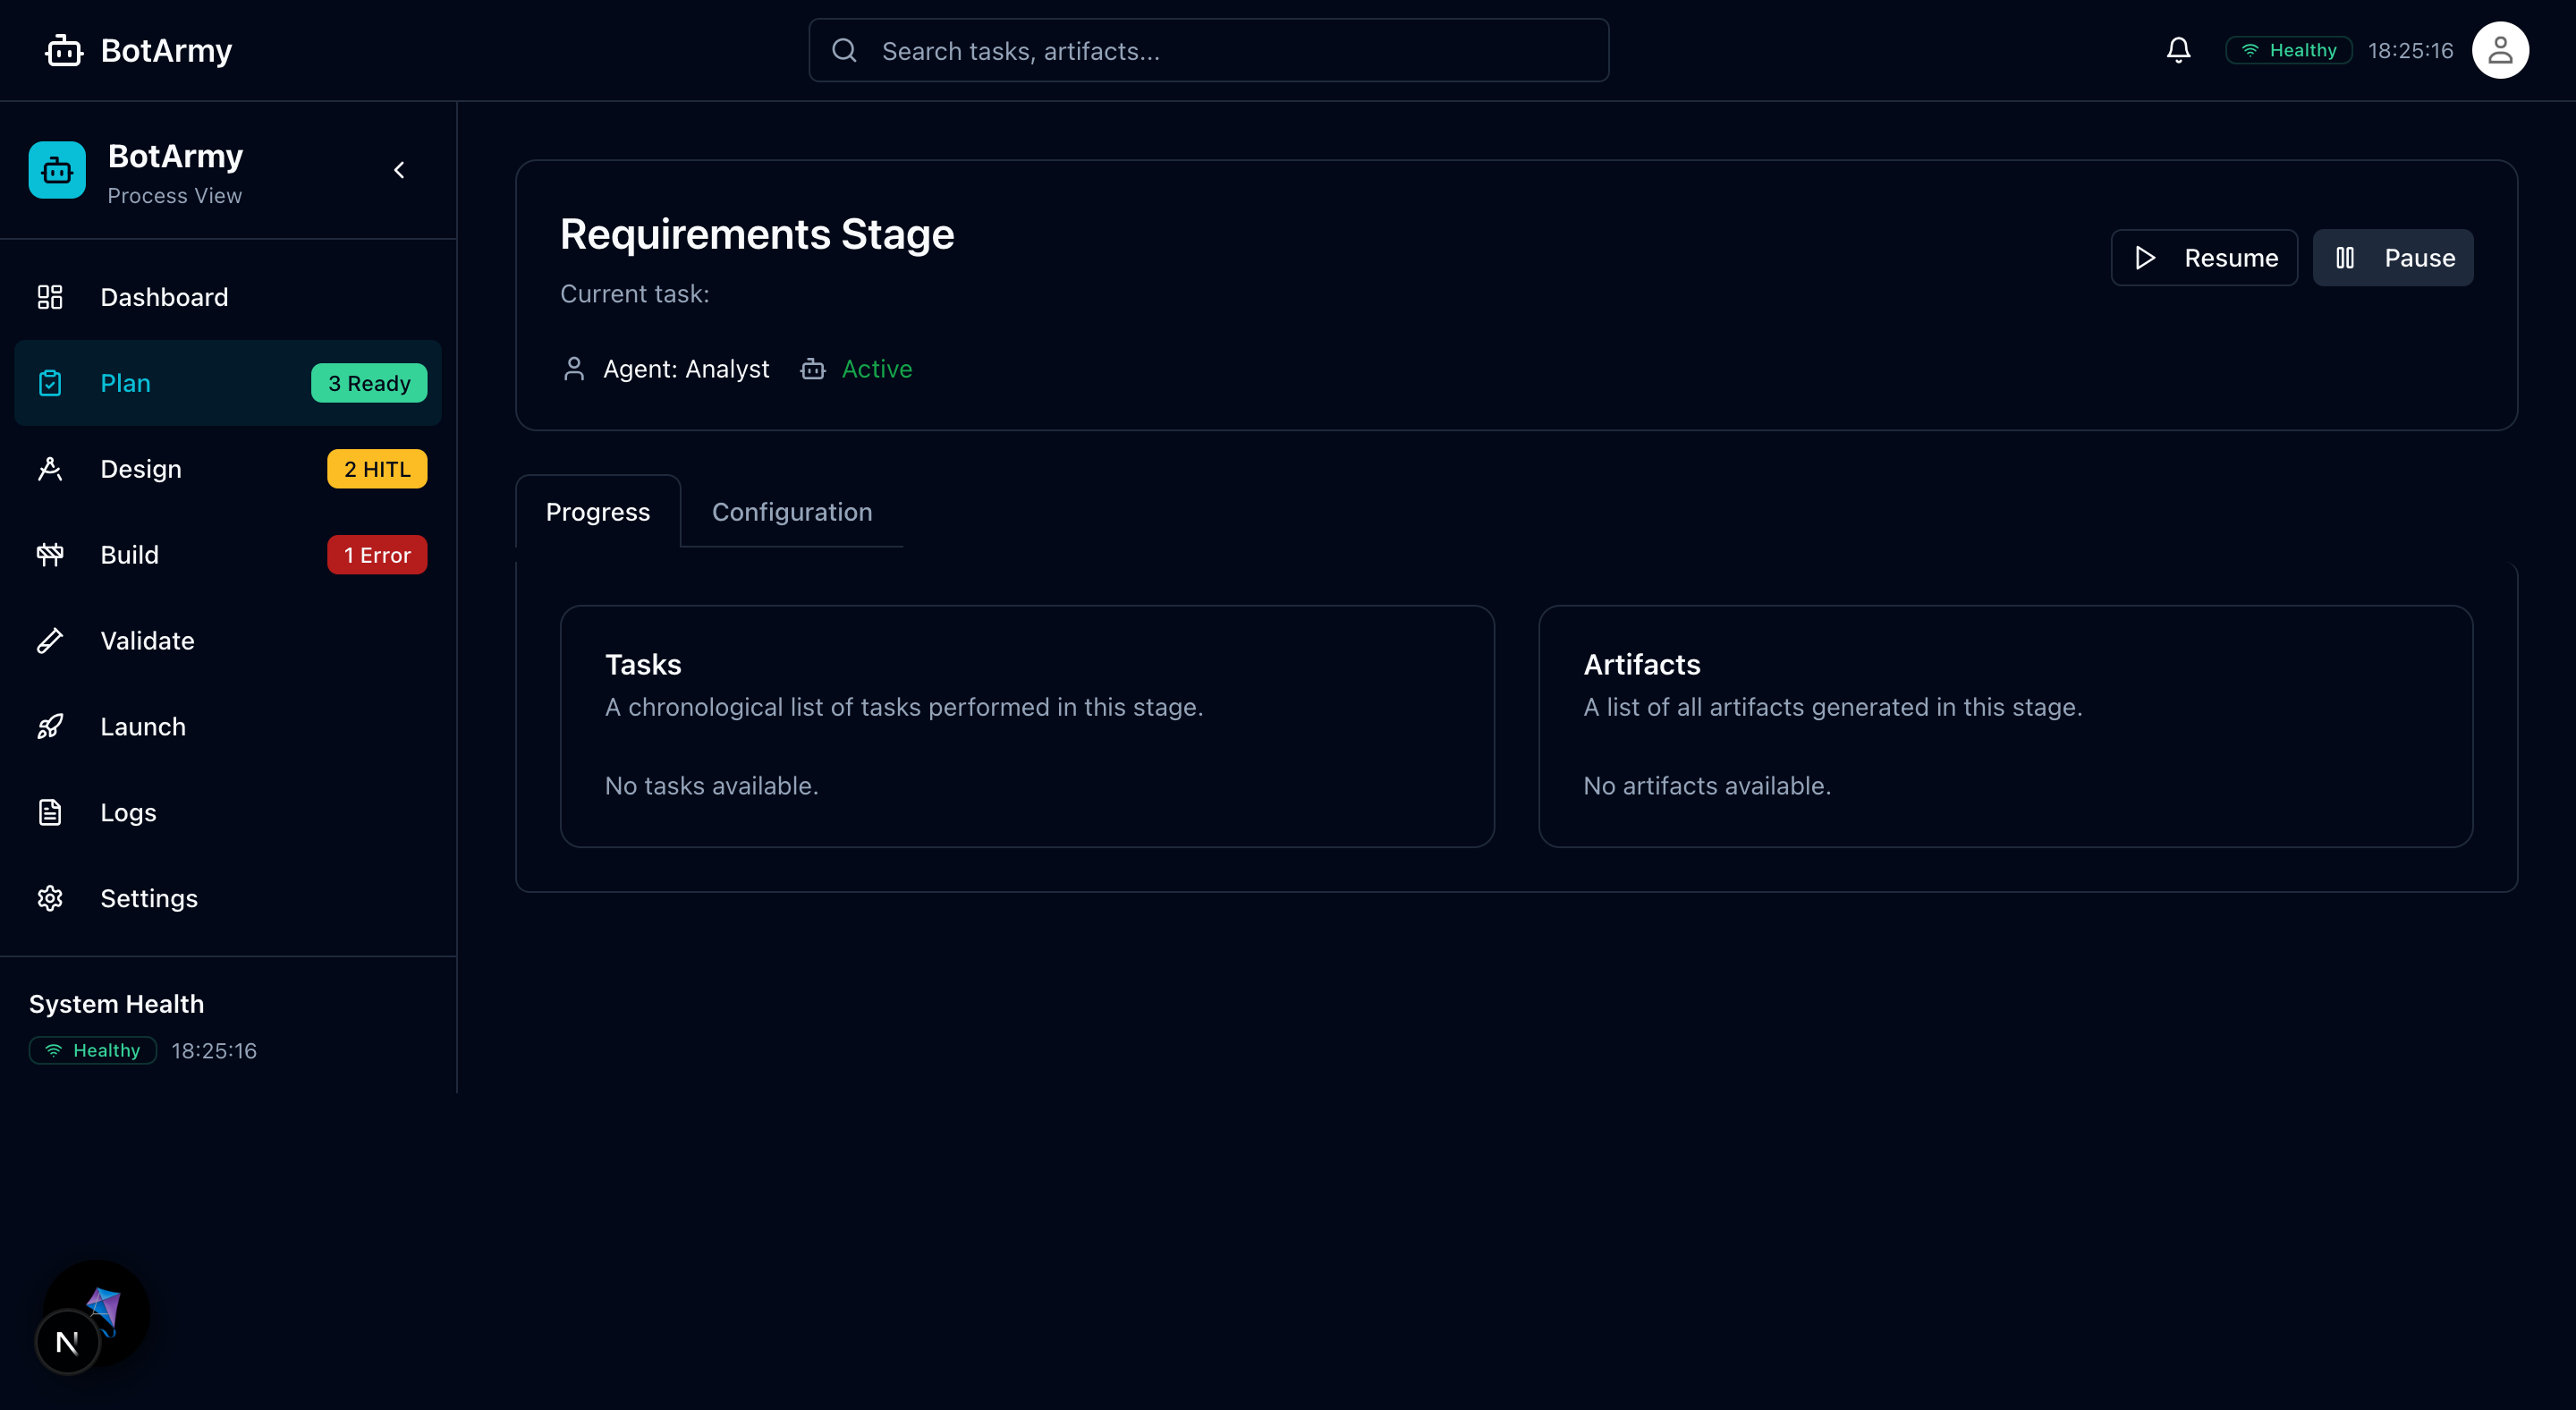 BotArmy
Search tasks, artifacts...
Healthy 18:25:16
BotArmy
Process View
Dashboard
Plan 3 Ready
Design 2 HITL
Build 1 Error
Validate
Launch
Logs
Settings
System Health
Healthy 18:25:16
Requirements Stage
Current task:
Agent: Analyst Active
Resume Pause
Progress Configuration
Tasks
A chronological list of tasks performed in this stage.
No tasks available.
Artifacts
A list of all artifacts generated in this stage.
No artifacts available.
N